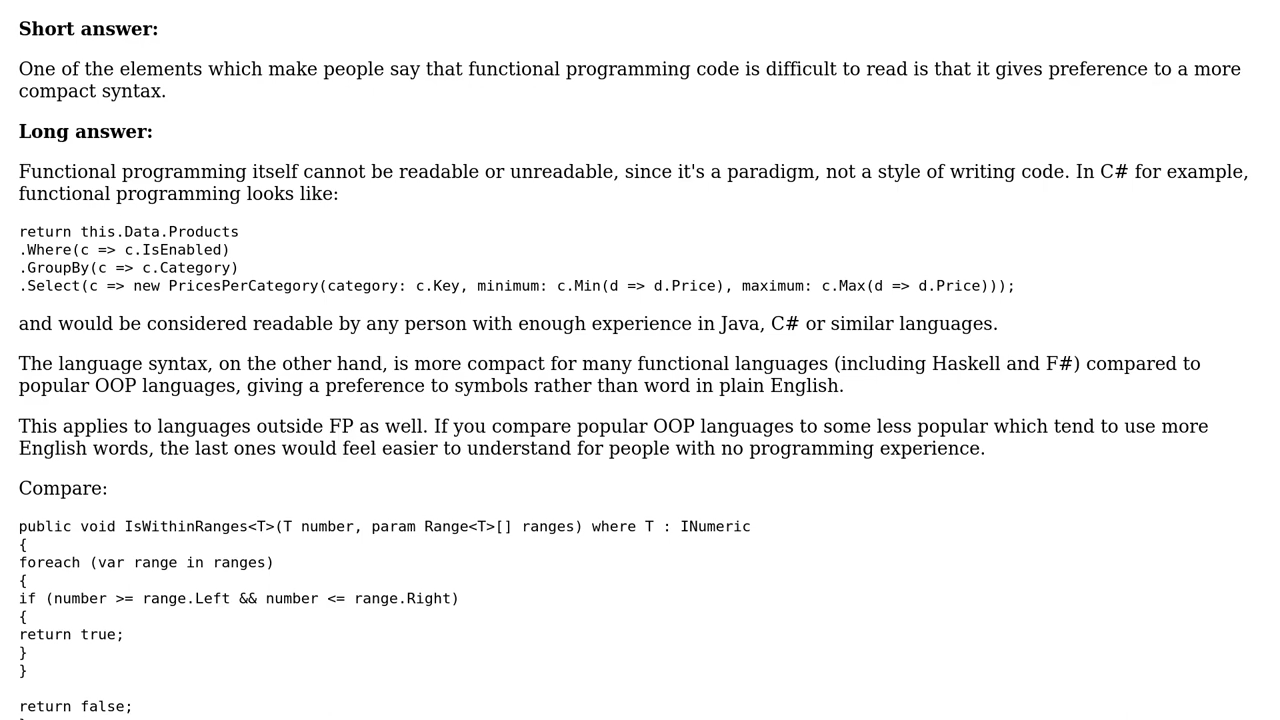 Short answer:
One of the elements which make people say that functional programming code is difficult to read is that it gives preference to a more
compact syntax.
Long answer:
Functional programming itself cannot be readable or unreadable, since it's a paradigm, not a style of writing code. In C# for example,
functional programming looks like:
return this.Data.Products
.Where(c => c.IsEnabled)
.GroupBy(c => c.Category)
.Select(c => new PricesPerCategory(category: c.Key, minimum: c.Min(d => d.Price), maximum: c.Max(d => d.Price)));
and would be considered readable by any person with enough experience in Java, C# or similar languages.
The language syntax, on the other hand, is more compact for many functional languages (including Haskell and F#) compared to
popular OOP languages, giving a preference to symbols rather than word in plain English.
This applies to languages outside FP as well. If you compare popular OOP languages to some less popular which tend to use more
English words, the last ones would feel easier to understand for people with no programming experience.
Compare:
public void IsWithinRanges<T>(T number, param Range<T>[] ranges) where T : INumeric
{
foreach (var range in ranges)
{
if (number >= range.Left && number <= range.Right)
{
return true;
}
}
return false;